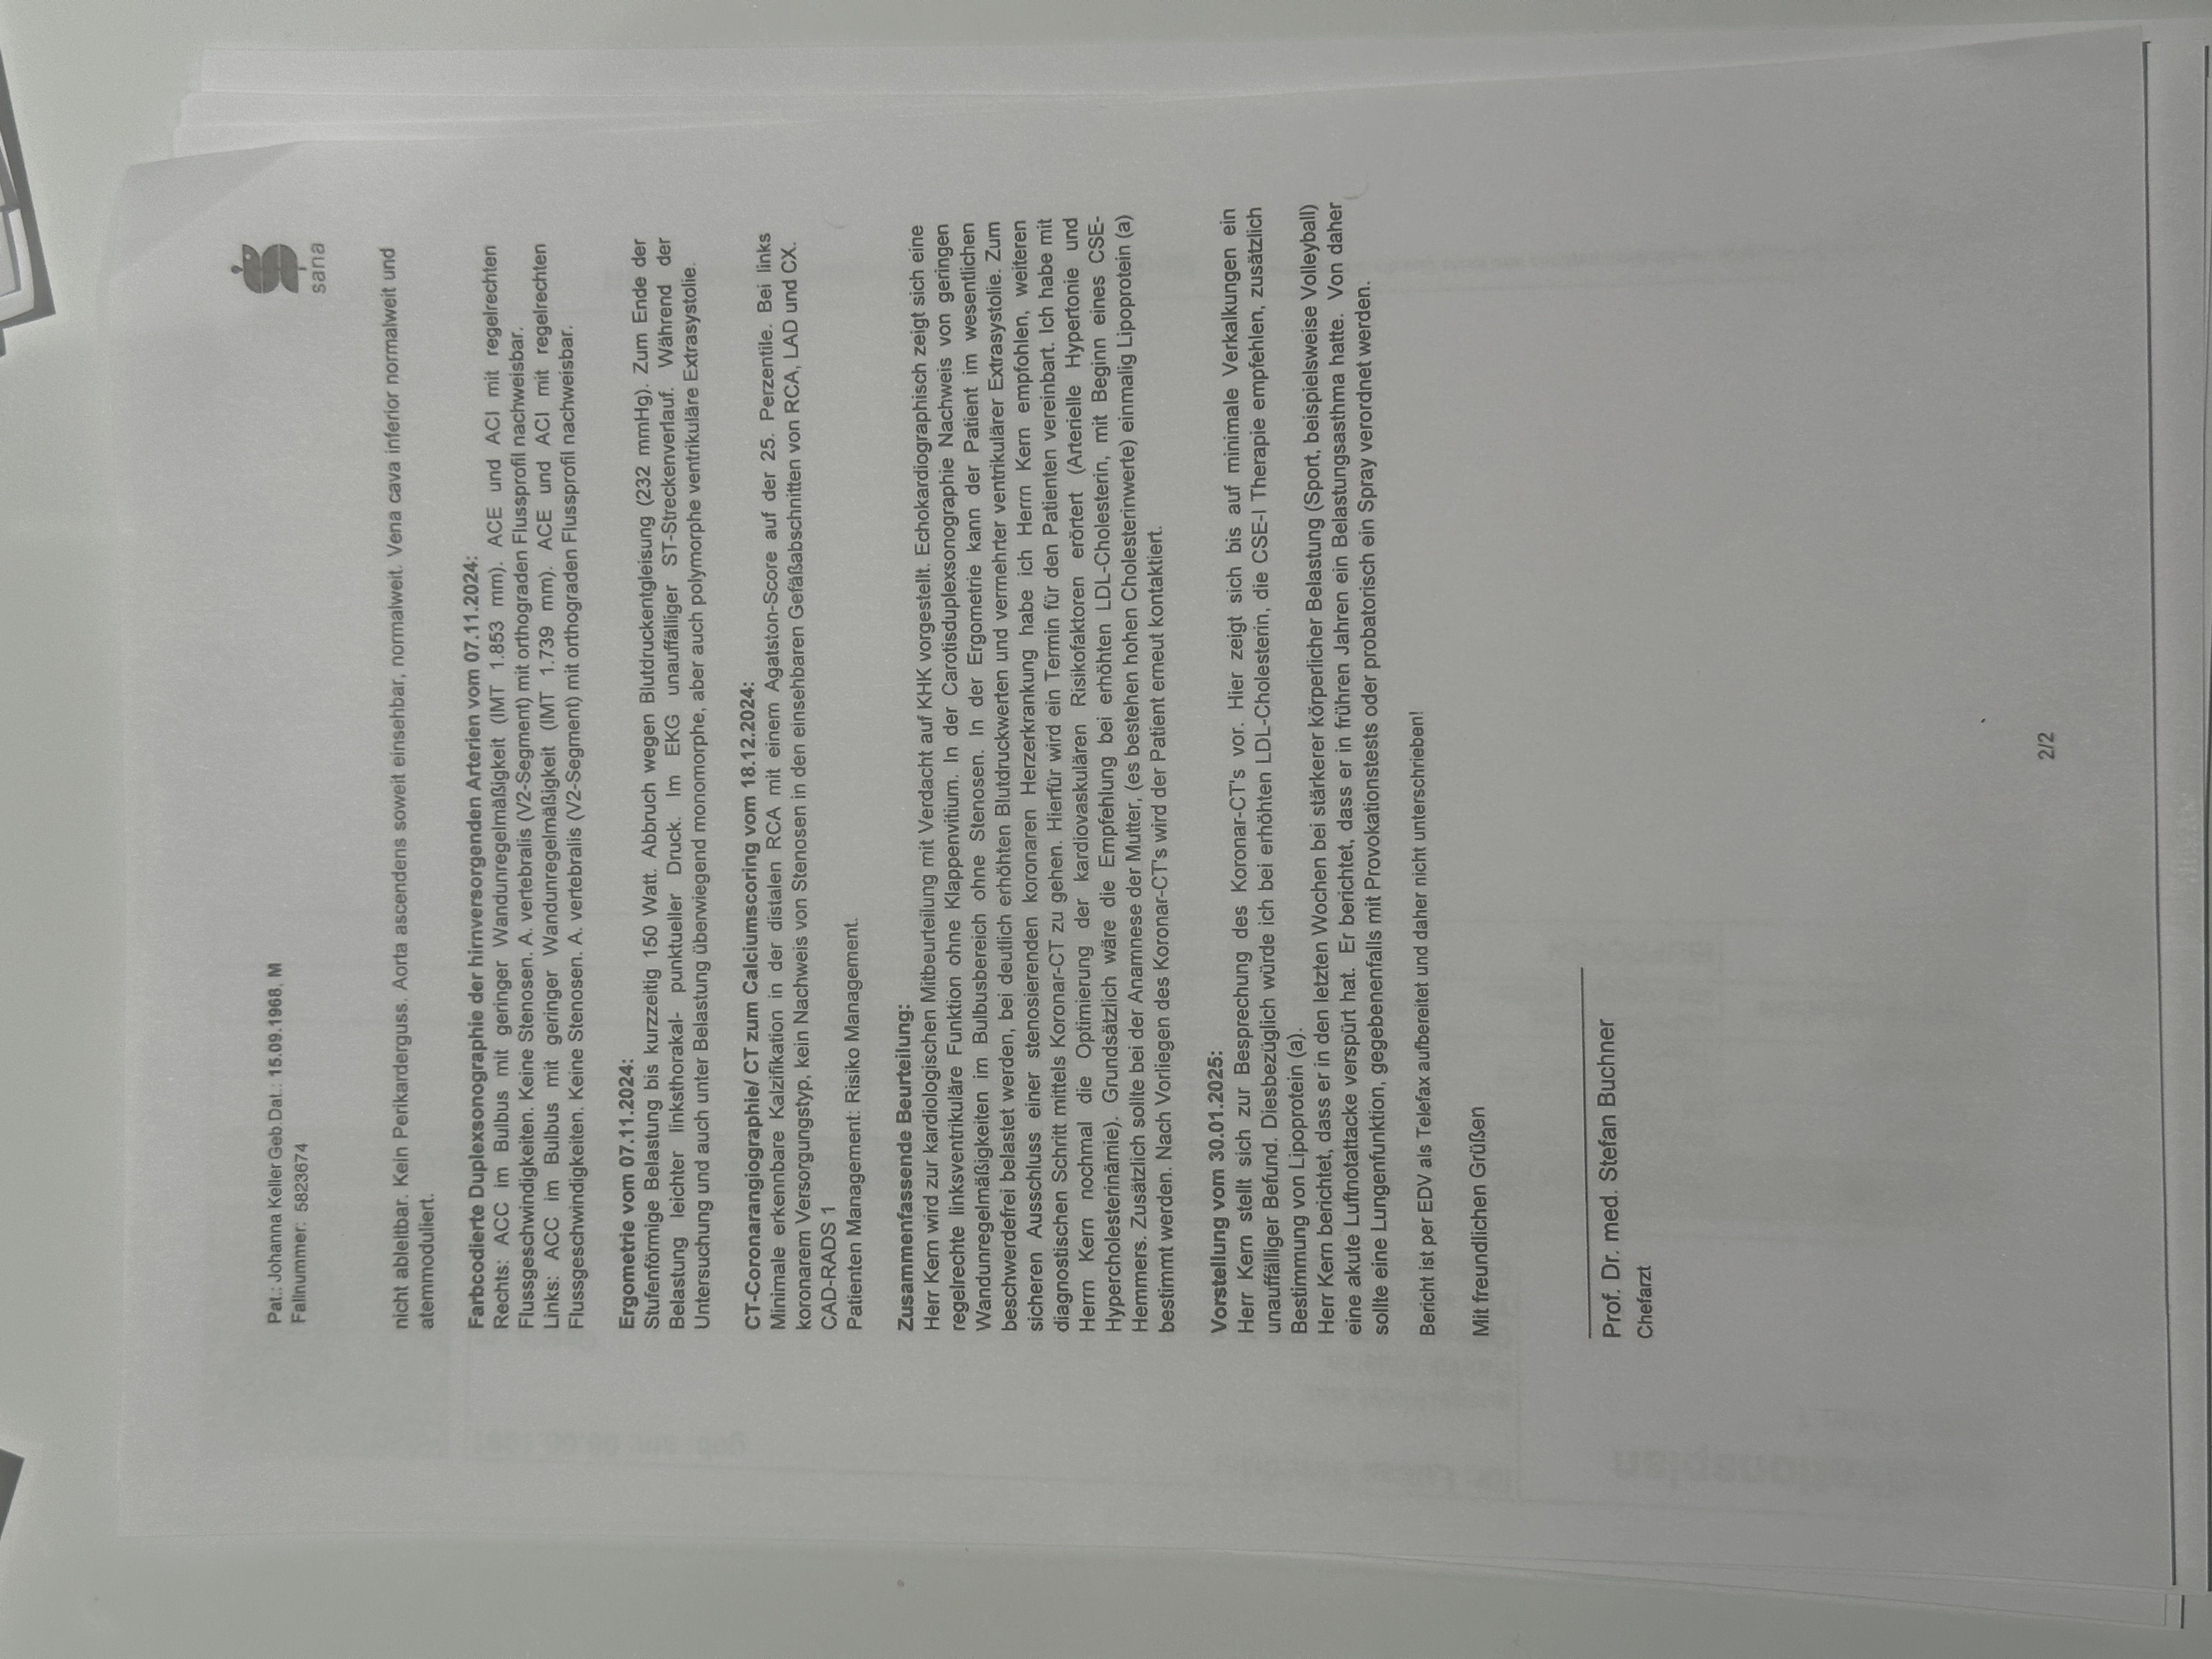 Pat.: Johanna Keller Geb.Dat.: 15.09.1968, M
Fallnummer: 5823674
sana
nicht ableitbar. Kein Perikarderguss. Aorta ascendens soweit einsehbar, normalweit. Vena cava inferior normalweit und
atemmoduliert.
Farbcodierte Duplexsonographie der hirnversorgenden Arterien vom 07.11.2024:
Rechts: ACC im Bulbus mit geringer Wandunregelmäßigkeit (IMT 1.853 mm). ACE und ACI mit regelrechten
Flussgeschwindigkeiten. Keine Stenosen. A. vertebralis (V2-Segment) mit orthograden Flussprofil nachweisbar.
Links: ACC im Bulbus mit geringer Wandunregelmäßigkeit (IMT 1.739 mm). ACE und ACI mit regelrechten
Flussgeschwindigkeiten. Keine Stenosen. A. vertebralis (V2-Segment) mit orthograden Flussprofil nachweisbar.
Ergometrie vom 07.11.2024:
Stufenförmige Belastung bis kurzzeitig 150 Watt. Abbruch wegen Blutdruckentgleisung (232 mmHg). Zum Ende der
Belastung leichter linksthorakal- punktueller Druck. Im EKG unauffälliger ST-Streckenverlauf. Während der
Untersuchung und auch unter Belastung überwiegend monomorphe, aber auch polymorphe ventrikuläre Extrasystolie.
CT-Coronarangiographie/ CT zum Calciumscoring vom 18.12.2024:
Minimale erkennbare Kalzifikation in der distalen RCA mit einem Agatston-Score auf der 25. Perzentile. Bei links
koronarem Versorgungstyp, kein Nachweis von Stenosen in den einsehbaren Gefäßabschnitten von RCA, LAD und CX.
CAD-RADS 1
Patienten Management: Risiko Management.
Zusammenfassende Beurteilung:
Herr Kern wird zur kardiologischen Mitbeurteilung mit Verdacht auf KHK vorgestellt. Echokardiographisch zeigt sich eine
regelrechte linksventrikuläre Funktion ohne Klappenvitium. In der Carotisduplexsonographie Nachweis von geringen
Wandunregelmäßigkeiten im Bulbusbereich ohne Stenosen. In der Ergometrie kann der Patient im wesentlichen
beschwerdefrei belastet werden, bei deutlich erhöhten Blutdruckwerten und vermehrter ventrikulärer Extrasystolie. Zum
sicheren Ausschluss einer stenosierenden koronaren Herzerkrankung habe ich Herrn Kern empfohlen, weiteren
diagnostischen Schritt mittels Koronar-CT zu gehen. Hierfür wird ein Termin für den Patienten vereinbart. Ich habe mit
Herrn Kern nochmal die Optimierung der kardiovaskulären Risikofaktoren erörtert (Arterielle Hypertonie und
Hypercholesterinämie). Grundsätzlich wäre die Empfehlung bei erhöhten LDL-Cholesterin, mit Beginn eines CSE-
Hemmers. Zusätzlich sollte bei der Anamnese der Mutter, (es bestehen hohen Cholesterinwerte) einmalig Lipoprotein (a)
bestimmt werden. Nach Vorliegen des Koronar-CT's wird der Patient erneut kontaktiert.
Vorstellung vom 30.01.2025:
Herr Kern stellt sich zur Besprechung des Koronar-CT's vor. Hier zeigt sich bis auf minimale Verkalkungen ein
unauffälliger Befund. Diesbezüglich würde ich bei erhöhten LDL-Cholesterin, die CSE-I Therapie empfehlen, zusätzlich
Bestimmung von Lipoprotein (a).
Herr Kern berichtet, dass er in den letzten Wochen bei stärkerer körperlicher Belastung (Sport, beispielsweise Volleyball)
eine akute Luftnotattacke verspürt hat. Er berichtet, dass er in frühren Jahren ein Belastungsasthma hatte. Von daher
sollte eine Lungenfunktion, gegebenenfalls mit Provokationstests oder probatorisch ein Spray verordnet werden.
Bericht ist per EDV als Telefax aufbereitet und daher nicht unterschrieben!
Mit freundlichen Grüßen
Prof. Dr. med. Stefan Buchner
Chefarzt
2/2